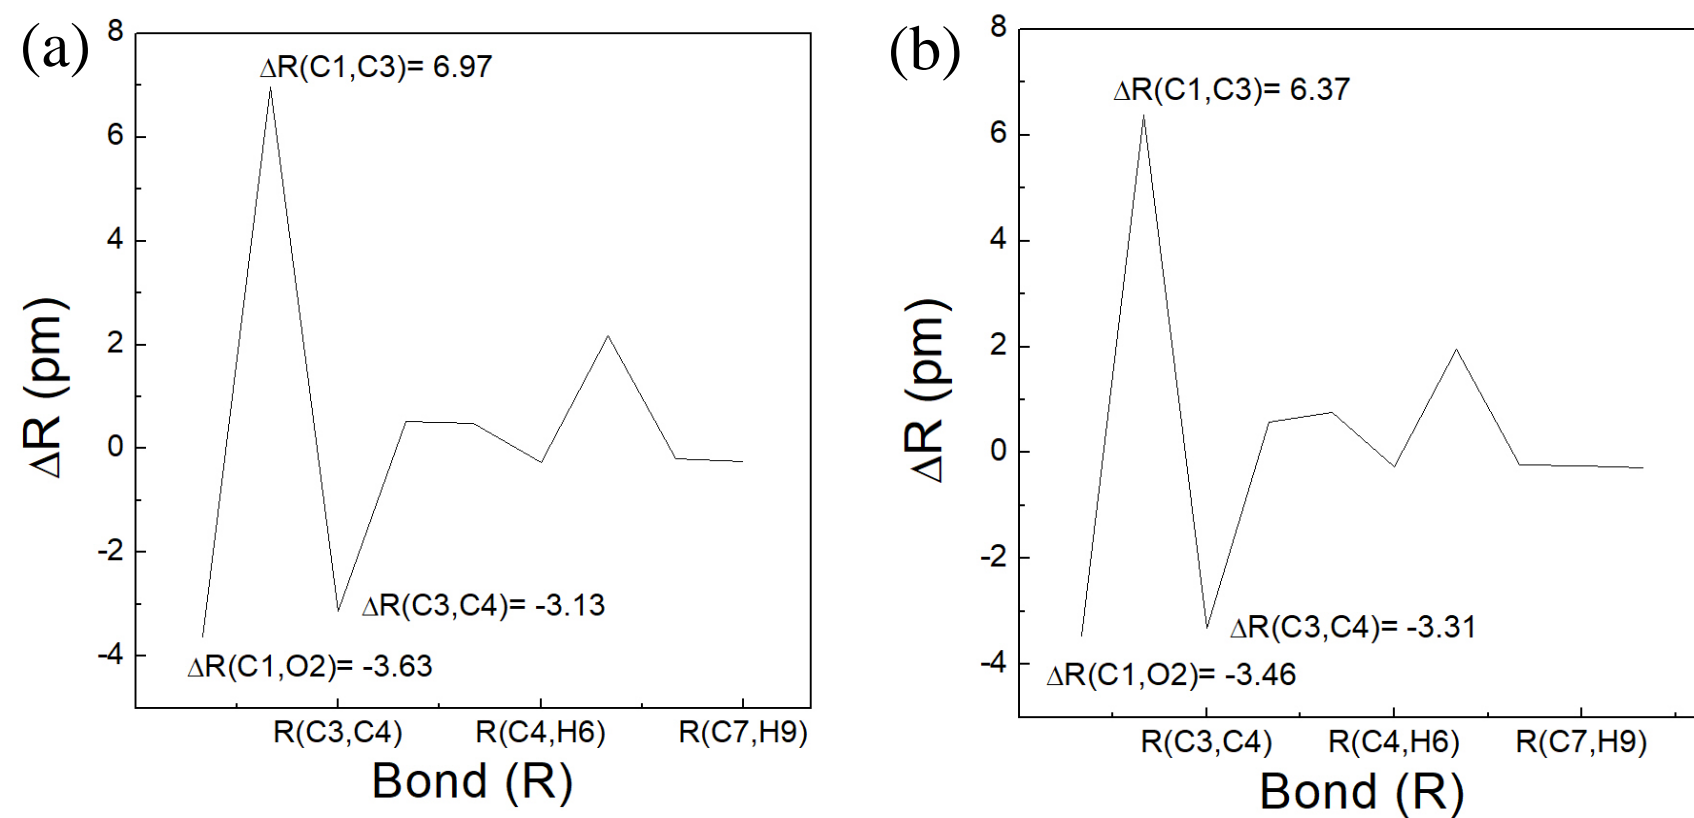 (a)
8
6
4
2
0
-2
-4
ΔR (pm)
ΔR(C1,C3)= 6.97
ΔR(C3,C4)= -3.13
ΔR(C1,O2)= -3.63
R(C3,C4)
R(C4,H6)
R(C7,H9)
Bond (R)
(b)
8
6
4
2
0
-2
-4
ΔR (pm)
ΔR(C1,C3)= 6.37
ΔR(C3,C4)= -3.31
ΔR(C1,O2)= -3.46
R(C3,C4)
R(C4,H6)
R(C7,H9)
Bond (R)